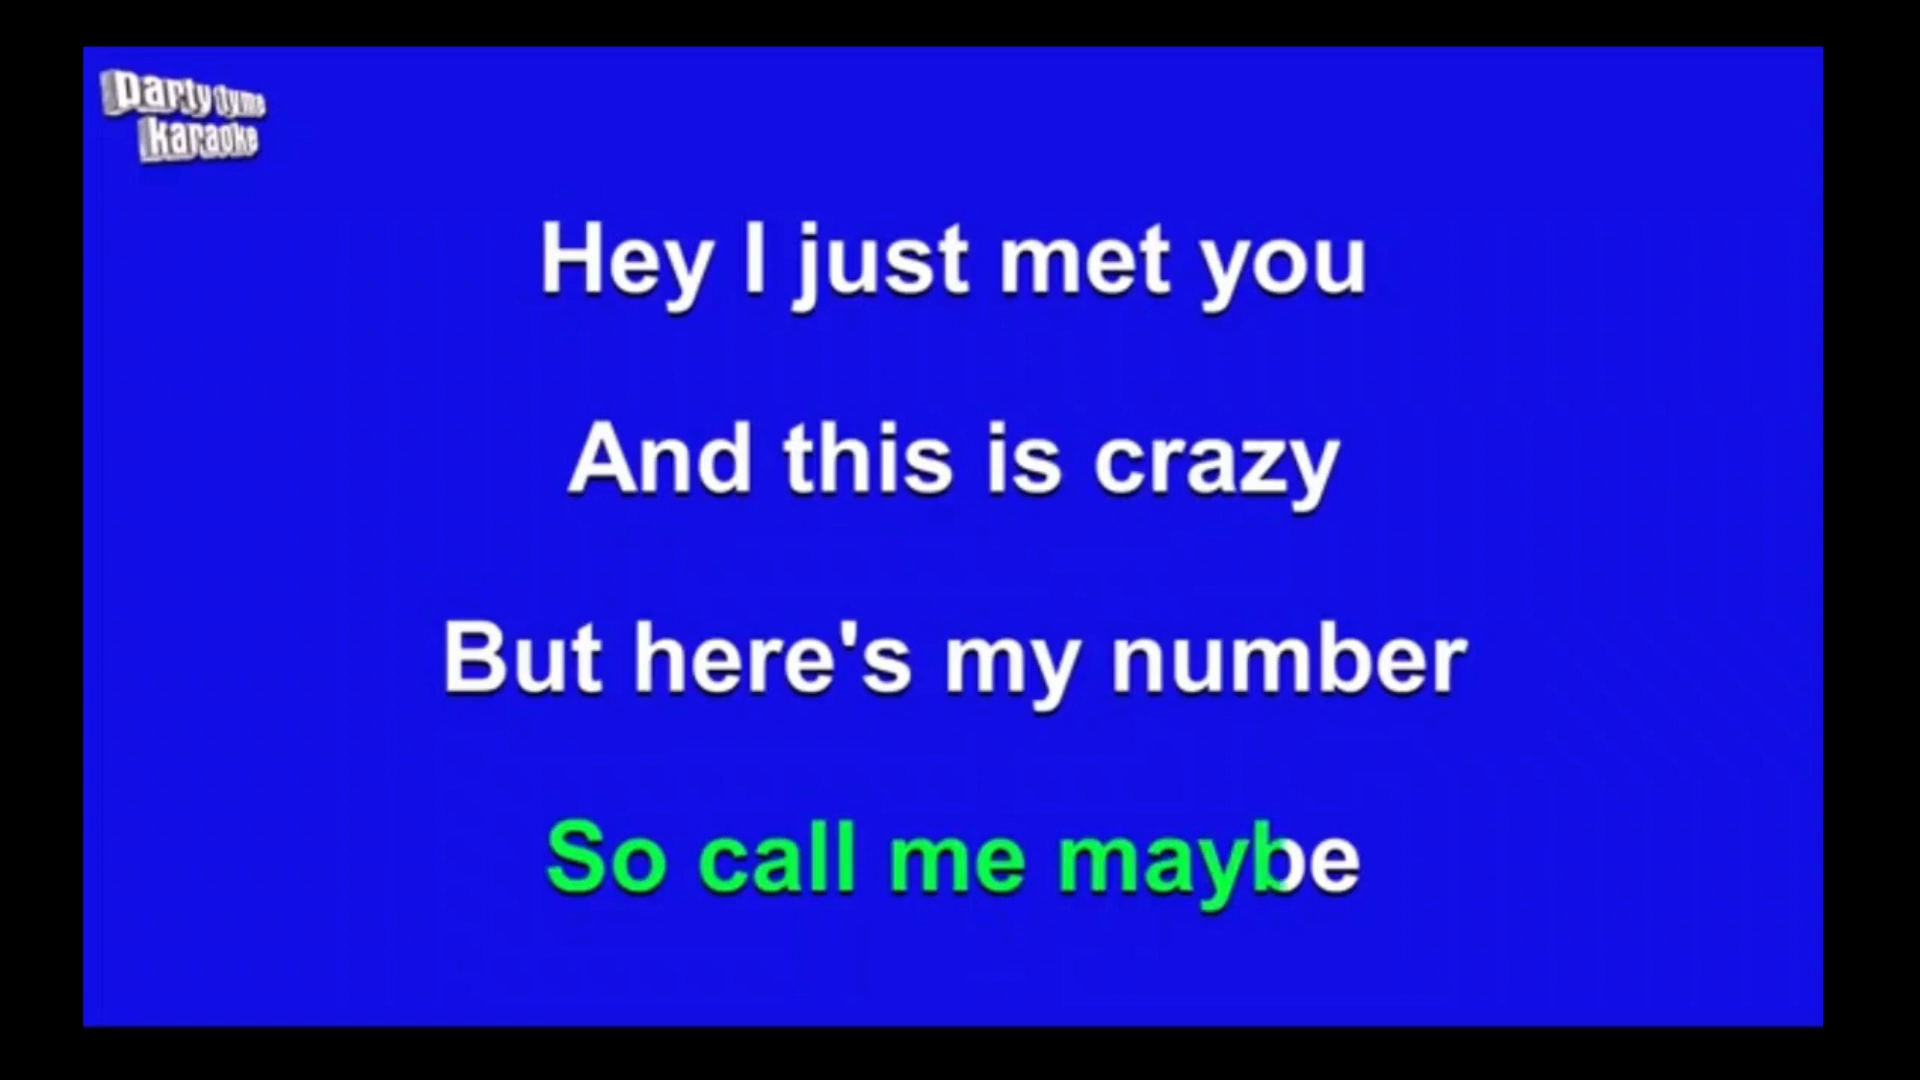 party tyme
karaoke
Hey I just met you
And this is crazy
But here's my number
So call me maybe